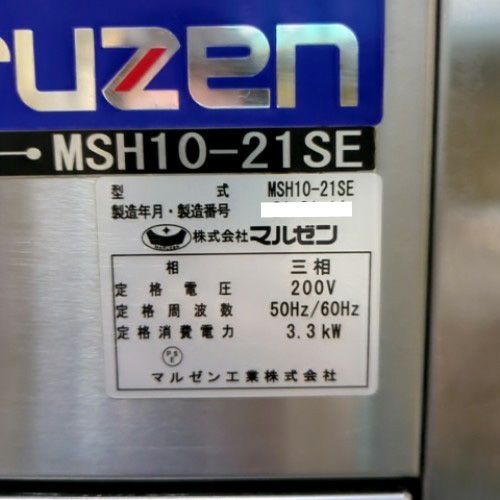 ruzen
MSH10-21SE
型 式 MSH10-21SE
製造年月・製造番号
株式会社マルゼン
相 三相
定格電圧 200V
定格周波数 50Hz/60Hz
定格消費電力 3.3kW
PSE
マルゼン工業株式会社